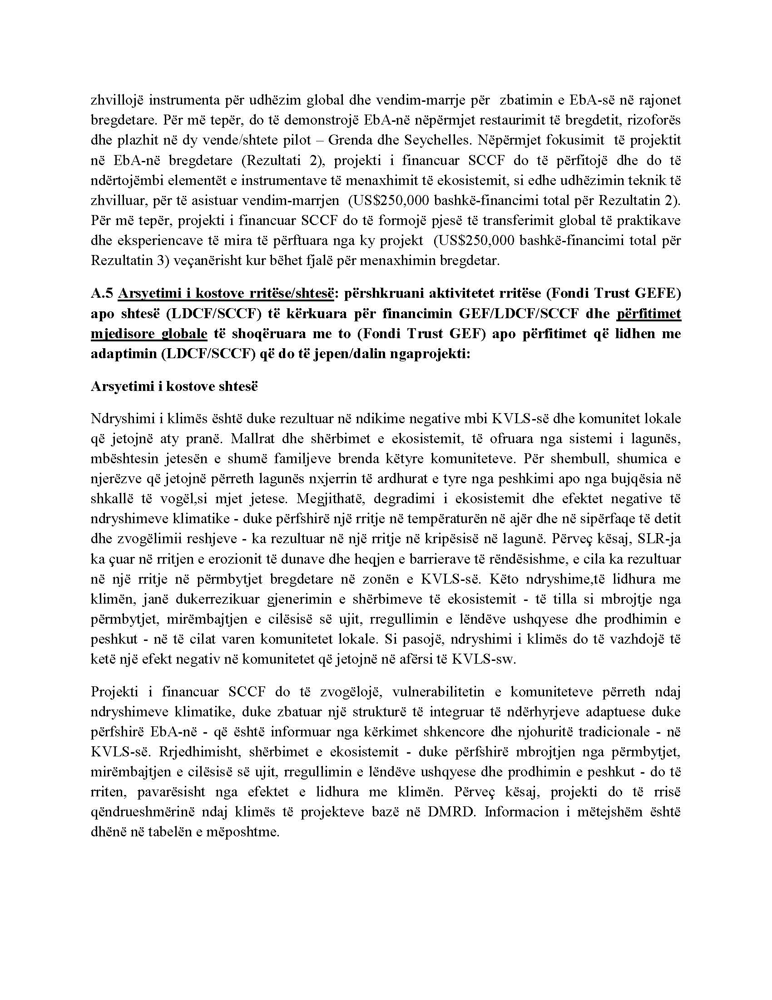 zhvillojë instrumenta për udhëzim global dhe vendim-marrje për  zbatimin e EbA-së në rajonet
bregdetare. Për më tepër, do të demonstrojë EbA-në nëpërmjet restaurimit të bregdetit, rizoforës
dhe plazhit në dy vende/shtete pilot – Grenda dhe Seychelles. Nëpërmjet fokusimit  të projektit
në EbA-në bregdetare (Rezultati 2), projekti i financuar SCCF do të përfitojë dhe do të
ndërtojëmbi elementët e instrumentave të menaxhimit të ekosistemit, si edhe udhëzimin teknik të
zhvilluar, për të asistuar vendim-marrjen  (US$250,000 bashkë-financimi total për Rezultatin 2).
Për më tepër, projekti i financuar SCCF do të formojë pjesë të transferimit global të praktikave
dhe eksperiencave të mira të përftuara nga ky projekt  (US$250,000 bashkë-financimi total për
Rezultatin 3) veçanërisht kur bëhet fjalë për menaxhimin bregdetar.
A.5 Arsyetimi i kostove rritëse/shtesë: përshkruani aktivitetet rritëse (Fondi Trust GEFE)
apo shtesë (LDCF/SCCF) të kërkuara për financimin GEF/LDCF/SCCF dhe përfitimet
mjedisore globale të shoqëruara me to (Fondi Trust GEF) apo përfitimet që lidhen me
adaptimin (LDCF/SCCF) që do të jepen/dalin ngaprojekti:
Arsyetimi i kostove shtesë
Ndryshimi i klimës është duke rezultuar në ndikime negative mbi KVLS-së dhe komunitet lokale
që jetojnë aty pranë. Mallrat dhe shërbimet e ekosistemit, të ofruara nga sistemi i lagunës,
mbështesin jetesën e shumë familjeve brenda këtyre komuniteteve. Për shembull, shumica e
njerëzve që jetojnë përreth lagunës nxjerrin të ardhurat e tyre nga peshkimi apo nga bujqësia në
shkallë të vogël,si mjet jetese. Megjithatë, degradimi i ekosistemit dhe efektet negative të
ndryshimeve klimatike - duke përfshirë një rritje në tempëraturën në ajër dhe në sipërfaqe të detit
dhe zvogëlimii reshjeve - ka rezultuar në një rritje në kripësisë në lagunë. Përveç kësaj, SLR-ja
ka çuar në rritjen e erozionit të dunave dhe heqjen e barrierave të rëndësishme, e cila ka rezultuar
në një rritje në përmbytjet bregdetare në zonën e KVLS-së. Këto ndryshime,të lidhura me
klimën, janë dukerrezikuar gjenerimin e shërbimeve të ekosistemit - të tilla si mbrojtje nga
përmbytjet, mirëmbajtjen e cilësisë së ujit, rregullimin e lëndëve ushqyese dhe prodhimin e
peshkut - në të cilat varen komunitetet lokale. Si pasojë, ndryshimi i klimës do të vazhdojë të
ketë një efekt negativ në komunitetet që jetojnë në afërsi të KVLS-sw.
Projekti i financuar SCCF do të zvogëlojë, vulnerabilitetin e komuniteteve përreth ndaj
ndryshimeve klimatike, duke zbatuar një strukturë të integruar të ndërhyrjeve adaptuese duke
përfshirë EbA-në - që është informuar nga kërkimet shkencore dhe njohuritë tradicionale - në
KVLS-së. Rrjedhimisht, shërbimet e ekosistemit - duke përfshirë mbrojtjen nga përmbytjet,
mirëmbajtjen e cilësisë së ujit, rregullimin e lëndëve ushqyese dhe prodhimin e peshkut - do të
rriten, pavarësisht nga efektet e lidhura me klimën. Përveç kësaj, projekti do të rrisë
qëndrueshmërinë ndaj klimës të projekteve bazë në DMRD. Informacion i mëtejshëm është
dhënë në tabelën e mëposhtme.